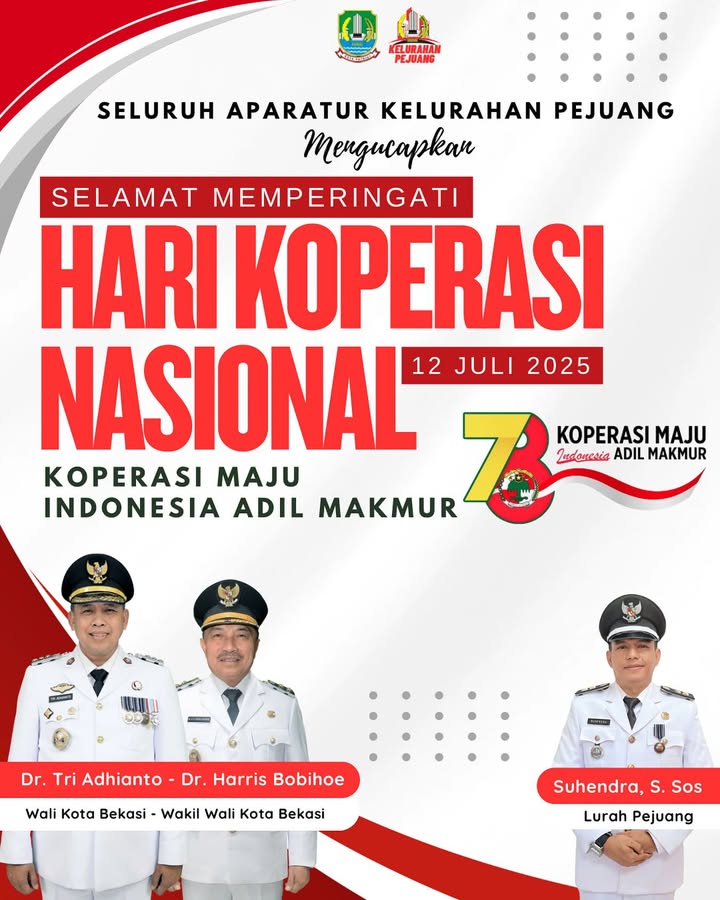 KELURAHAN
PEJUANG
SELURUH APARATUR KELURAHAN PEJUANG
Mengucapkan
SELAMAT MEMPERINGATI
HARI KOPERASI
NASIONAL
12 JULI 2025
78
KOPERASI MAJU
Indonesia ADIL MAKMUR
KOPERASI MAJU
INDONESIA ADIL MAKMUR
Dr. Tri Adhianto - Dr. Harris Bobihoe
Wali Kota Bekasi - Wakil Wali Kota Bekasi
Suhendra, S. Sos
Lurah Pejuang